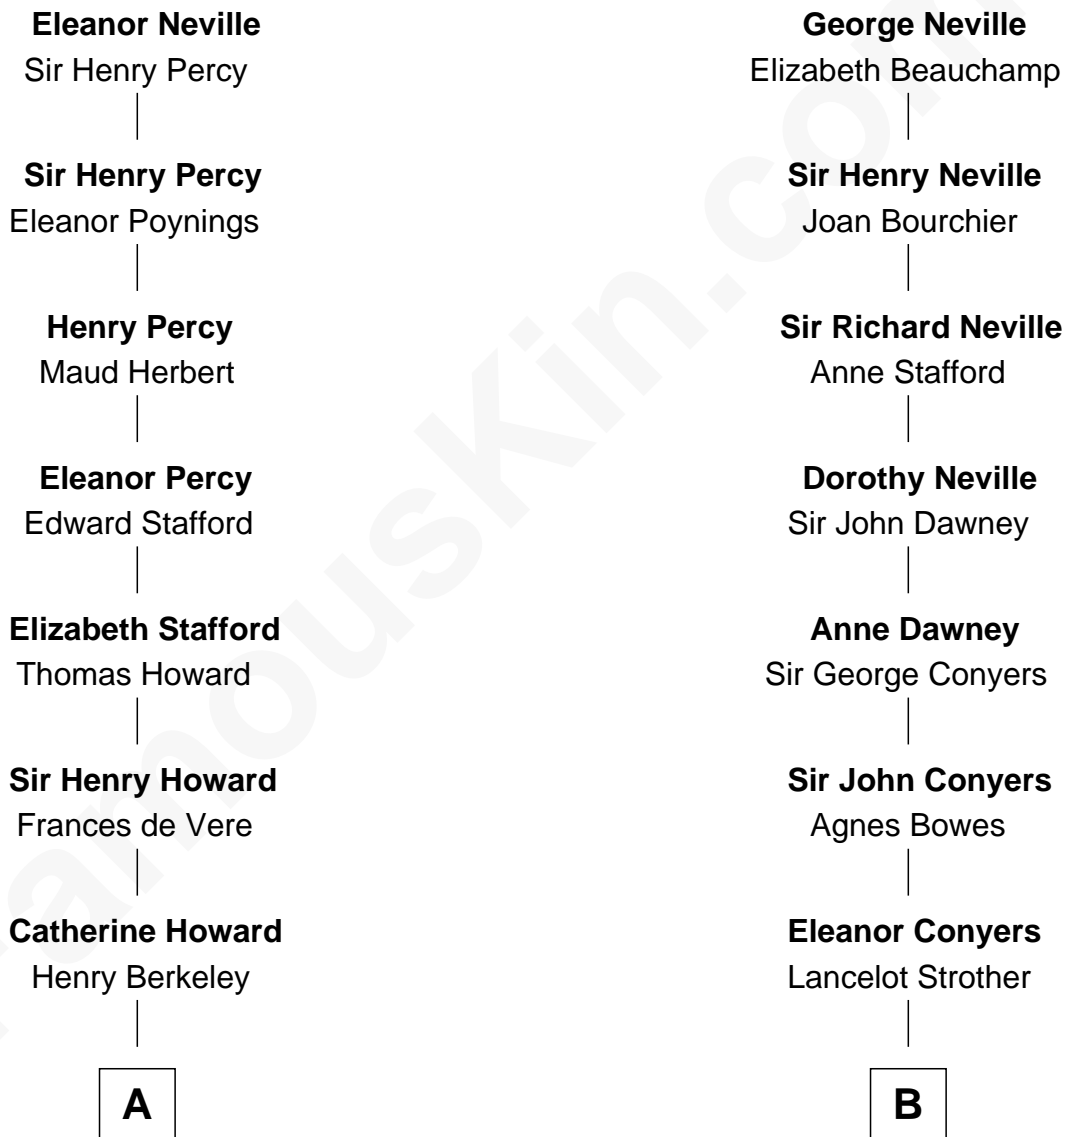 Eleanor Neville
Sir Henry Percy
Sir Henry Percy
Eleanor Poynings
Henry Percy
Maud Herbert
Eleanor Percy
Edward Stafford
Elizabeth Stafford
Thomas Howard
Sir Henry Howard
Frances de Vere
Catherine Howard
Henry Berkeley
A
George Neville
Elizabeth Beauchamp
Sir Henry Neville
Joan Bourchier
Sir Richard Neville
Anne Stafford
Dorothy Neville
Sir John Dawney
Anne Dawney
Sir George Conyers
Sir John Conyers
Agnes Bowes
Eleanor Conyers
Lancelot Strother
B
FamousKin.com